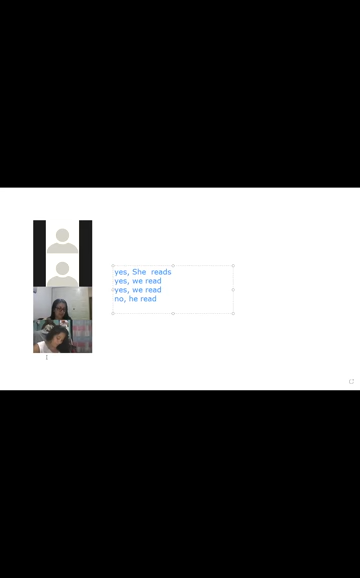 yes, She reads
yes, we read
yes, we read
no, he read